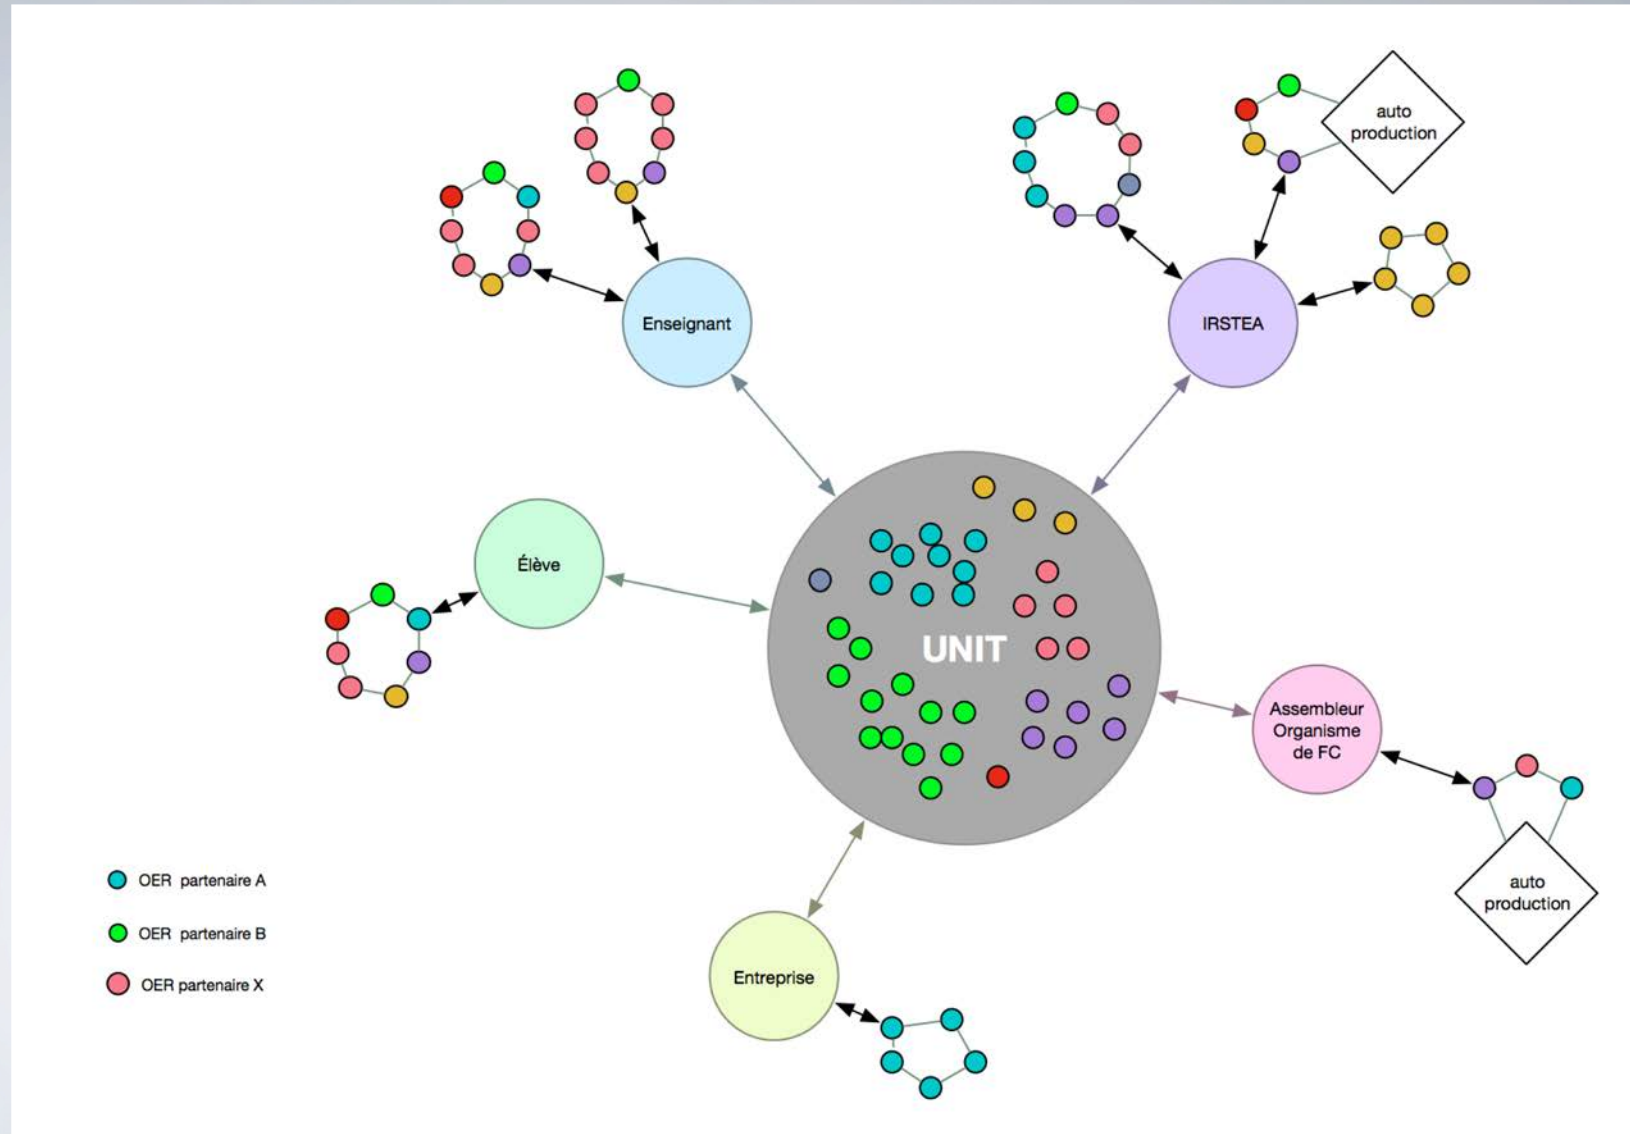 auto
production
Enseignant
IRSTEA
Élève
UNIT
Assembleur
Organisme
de FC
OER partenaire A
auto
production
OER partenaire B
Entreprise
OER partenaire X